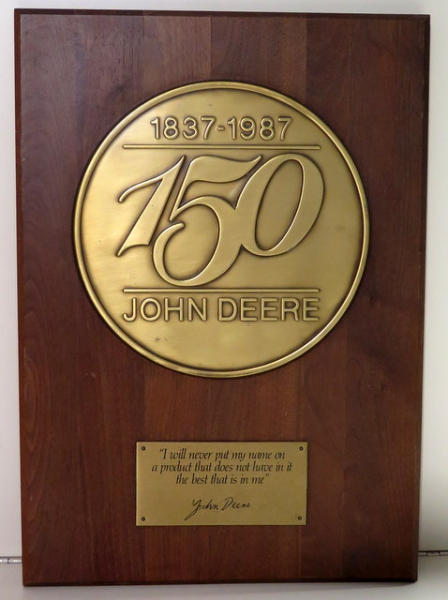 1837-1987
150
JOHN DEERE
"I will never put my name on
a product that does not have in it
the best that is in me"
John Deere